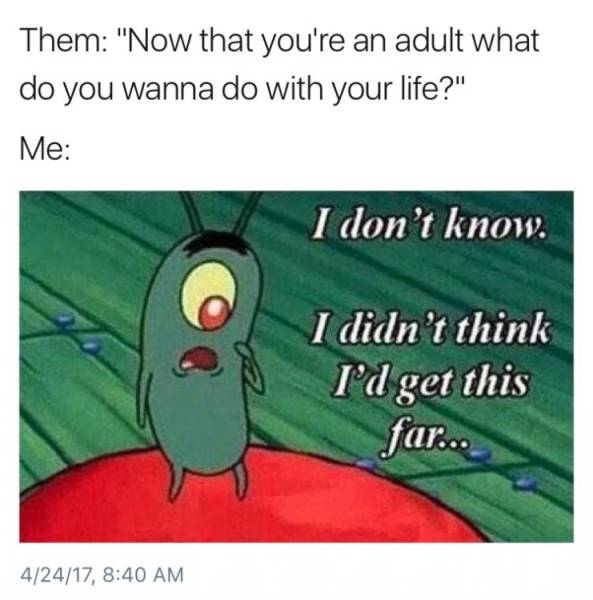 Them: "Now that you're an adult what
do you wanna do with your life?"
Me:
I don't know.
I didn't think
I'd get this
far...
4/24/17, 8:40 AM